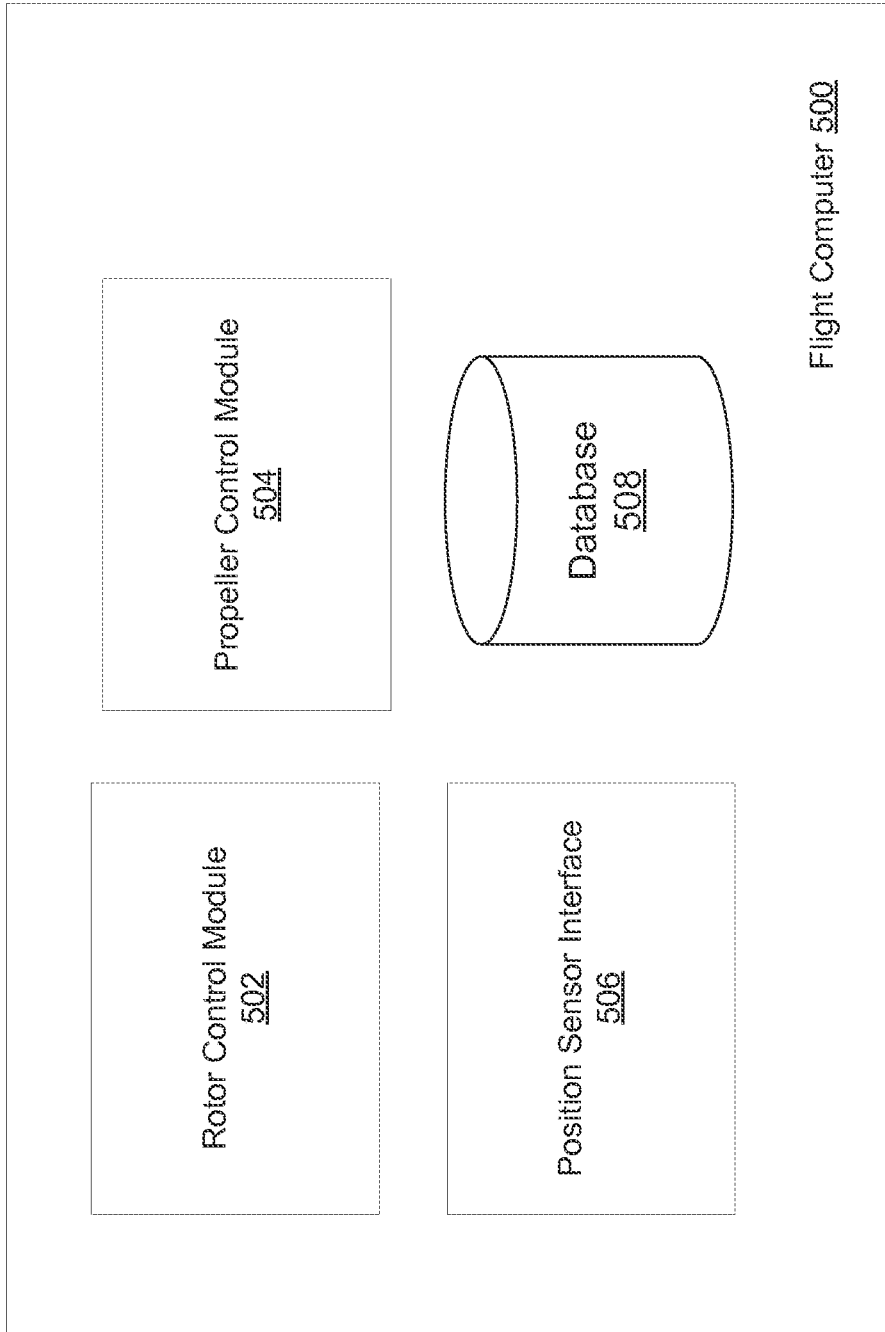 Rotor Control Module
502
Propeller Control Module
504
Position Sensor Interface
506
Database
508
Flight Computer 500